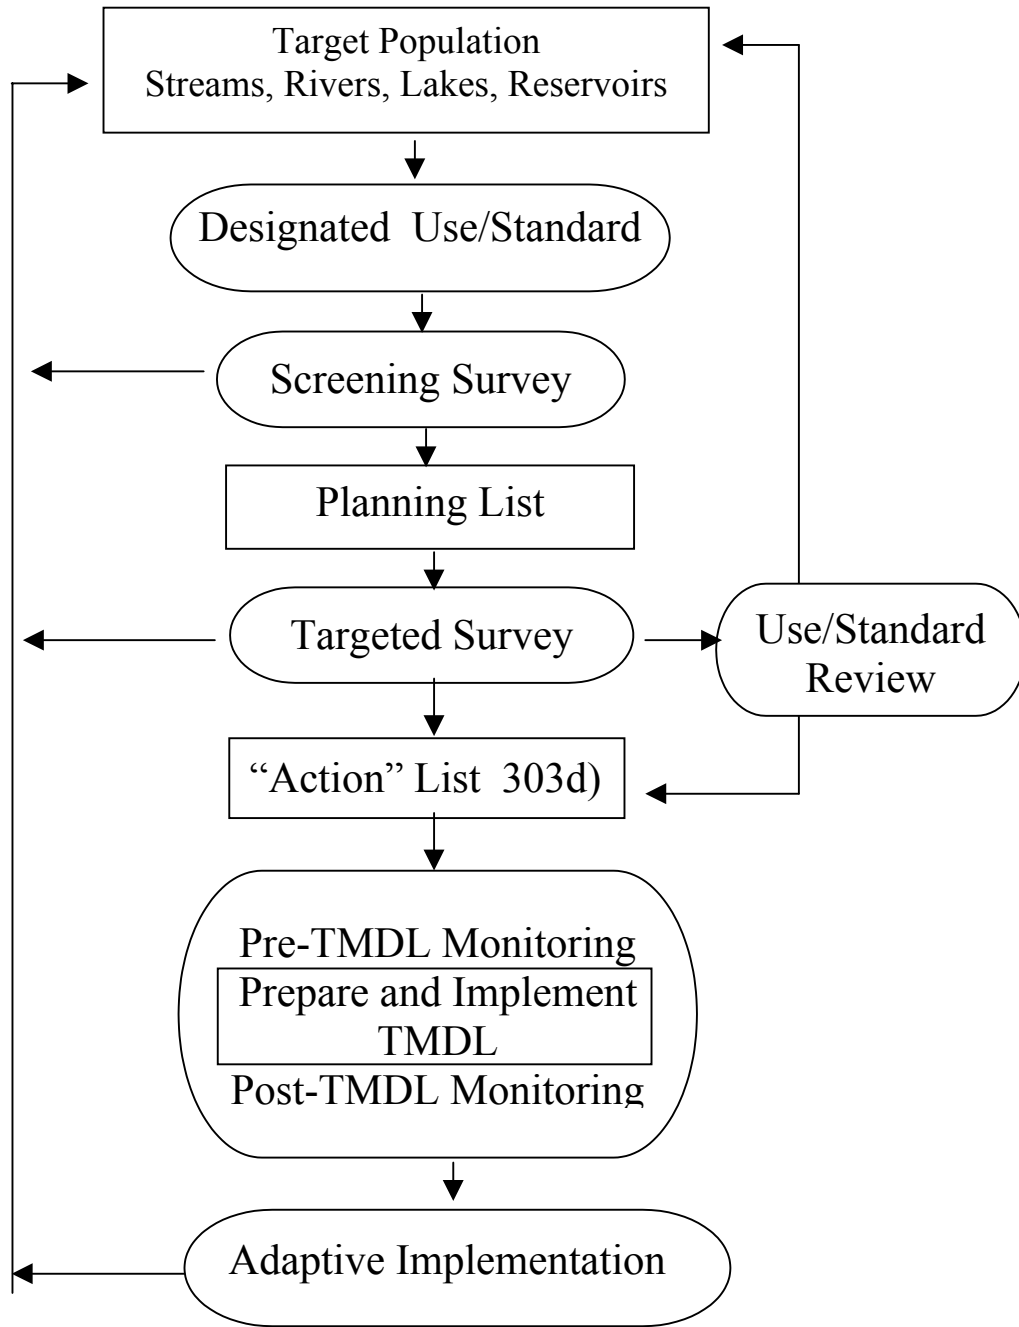 Target Population
Streams, Rivers, Lakes, Reservoirs
Designated Use/Standard
Screening Survey
Planning List
Targeted Survey
Use/Standard
Review
“Action” List 303d)
Pre-TMDL Monitoring
Prepare and Implement
TMDL
Post-TMDL Monitoring
Adaptive Implementation